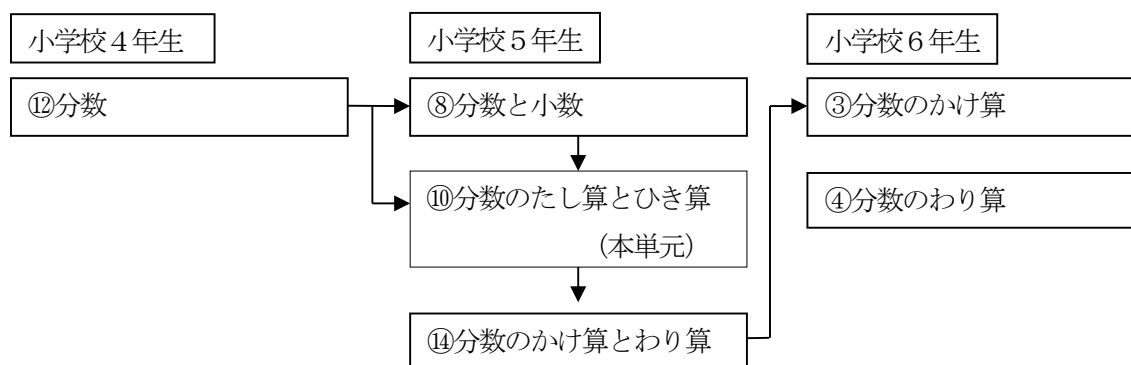 小学校４年生
小学校５年生
小学校６年生
⑫分数
⑧分数と小数
③分数のかけ算
⑩分数のたし算とひき算
（本単元）
④分数のわり算
⑭分数のかけ算とわり算